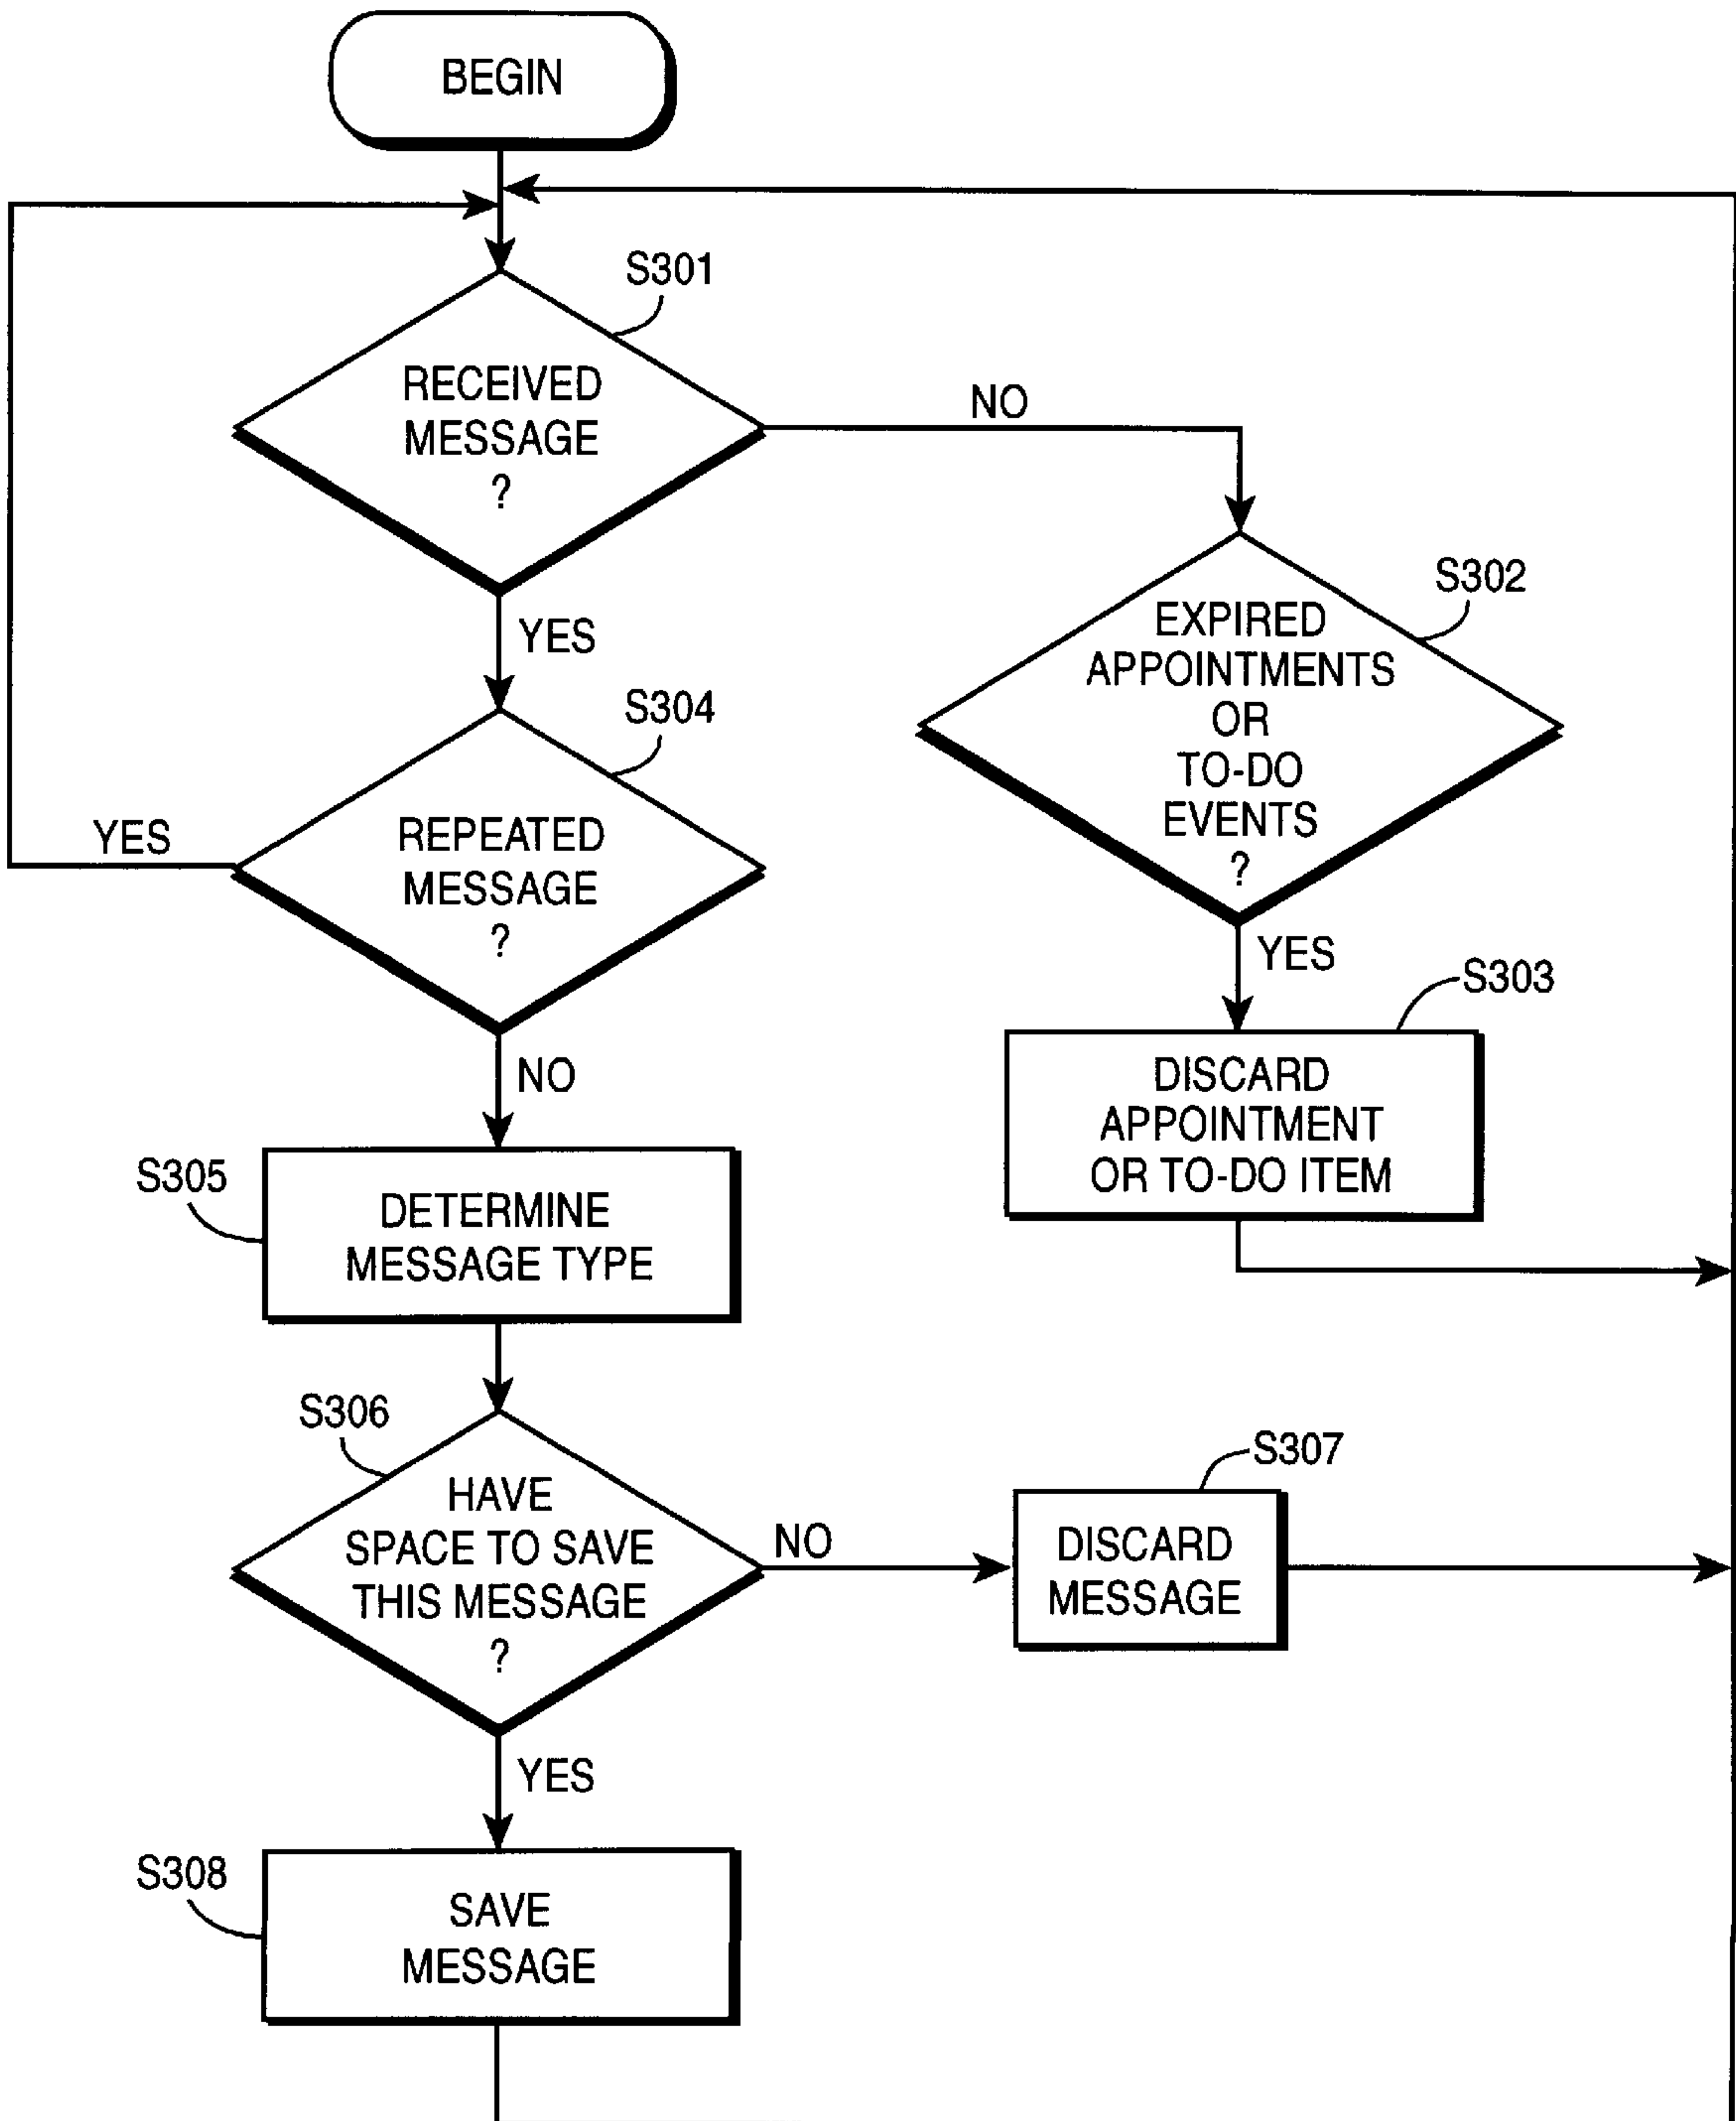 BEGIN
S301
RECEIVED
MESSAGE
?
NO
YES
S302
EXPIRED
APPOINTMENTS
OR
TO-DO
EVENTS
?
YES
S303
DISCARD
APPOINTMENT
OR TO-DO ITEM
S304
REPEATED
MESSAGE
?
YES
NO
S305
DETERMINE
MESSAGE TYPE
S306
HAVE
SPACE TO SAVE
THIS MESSAGE
?
NO
S307
DISCARD
MESSAGE
YES
S308
SAVE
MESSAGE